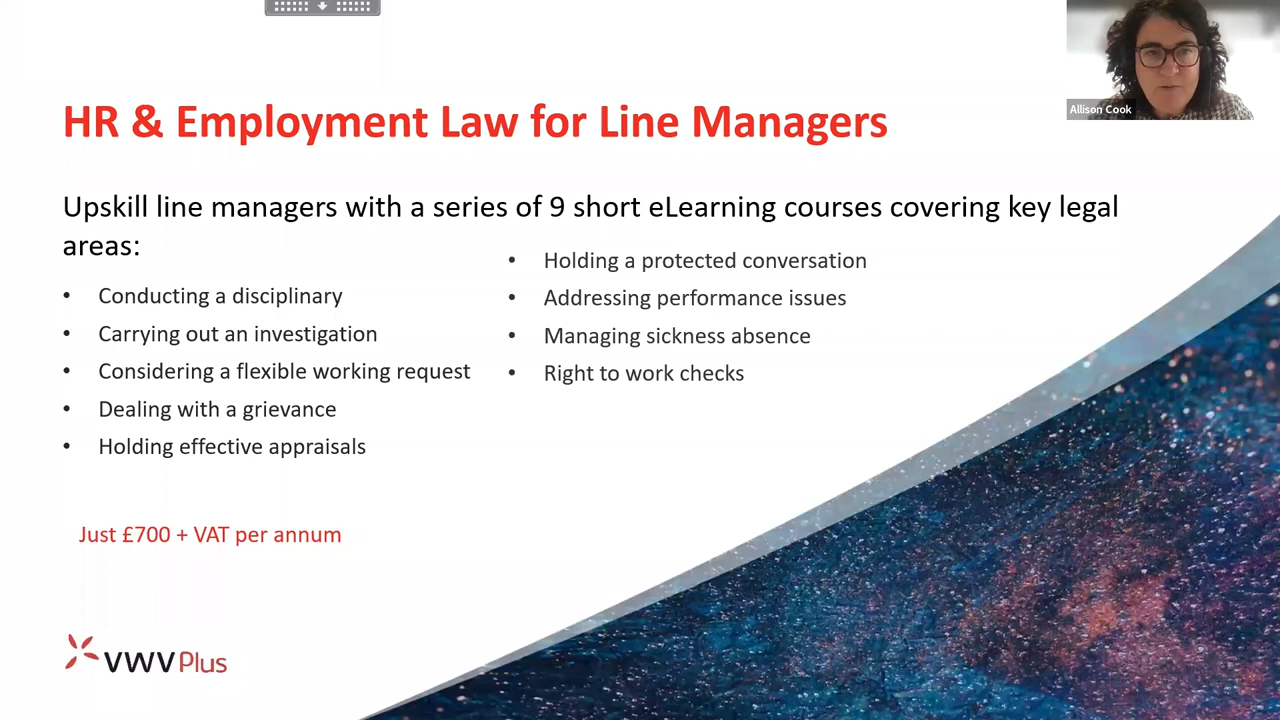 HR & Employment Law for Line Managers
Upskill line managers with a series of 9 short eLearning courses covering key legal
areas:
• Conducting a disciplinary
• Carrying out an investigation
• Considering a flexible working request
• Dealing with a grievance
• Holding effective appraisals
• Holding a protected conversation
• Addressing performance issues
• Managing sickness absence
• Right to work checks
Just £700 + VAT per annum
VWV Plus
Allison Cook